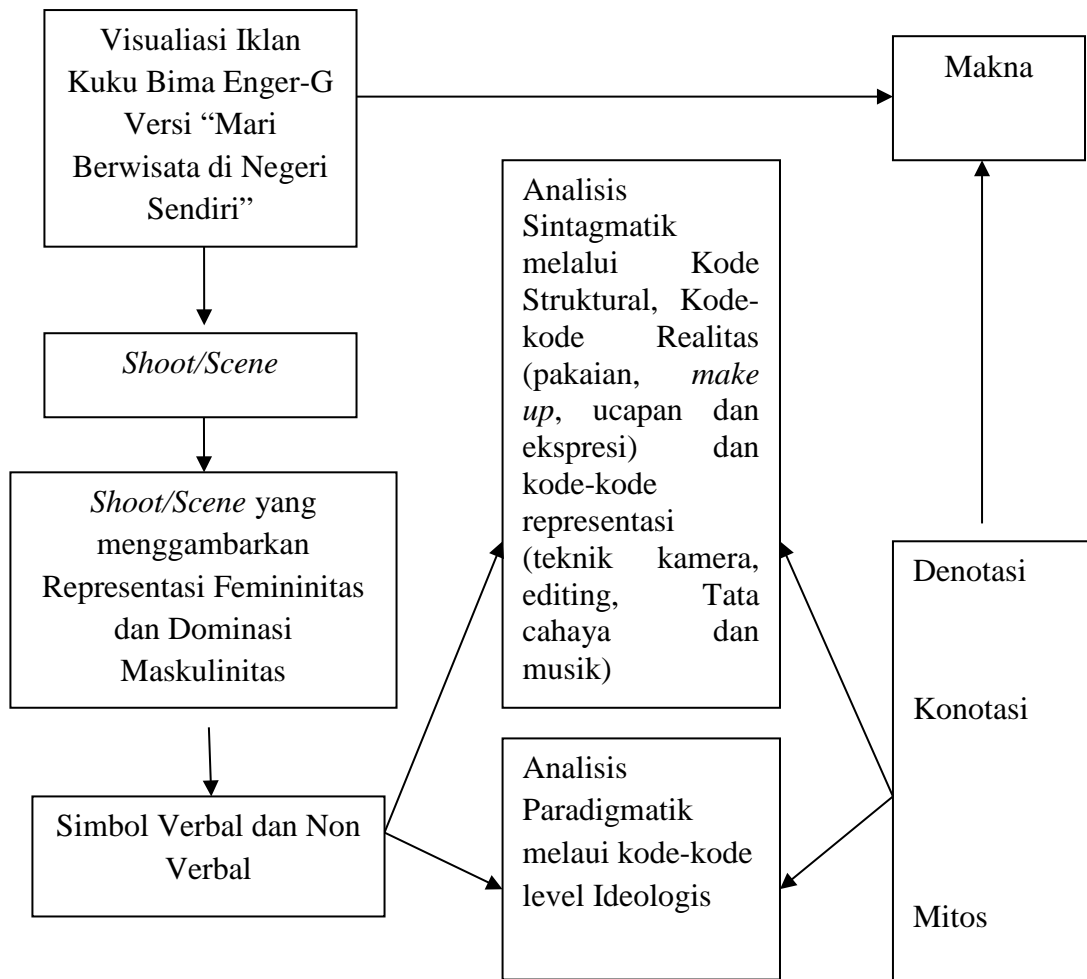 Visualiasi Iklan
Kuku Bima Enger-G
Versi “Mari
Berwisata di Negeri
Sendiri”
Makna
Shoot/Scene
Shoot/Scene yang
menggambarkan
Representasi Femininitas
dan Dominasi
Maskulinitas
Simbol Verbal dan Non
Verbal
Analisis
Sintagmatik
melalui Kode
Struktural, Kode-
kode Realitas
(pakaian, make
up, ucapan dan
ekspresi) dan
kode-kode
representasi
(teknik kamera,
editing, Tata
cahaya dan
musik)
Analisis
Paradigmatik
melaui kode-kode
level Ideologis
Denotasi
Konotasi
Mitos